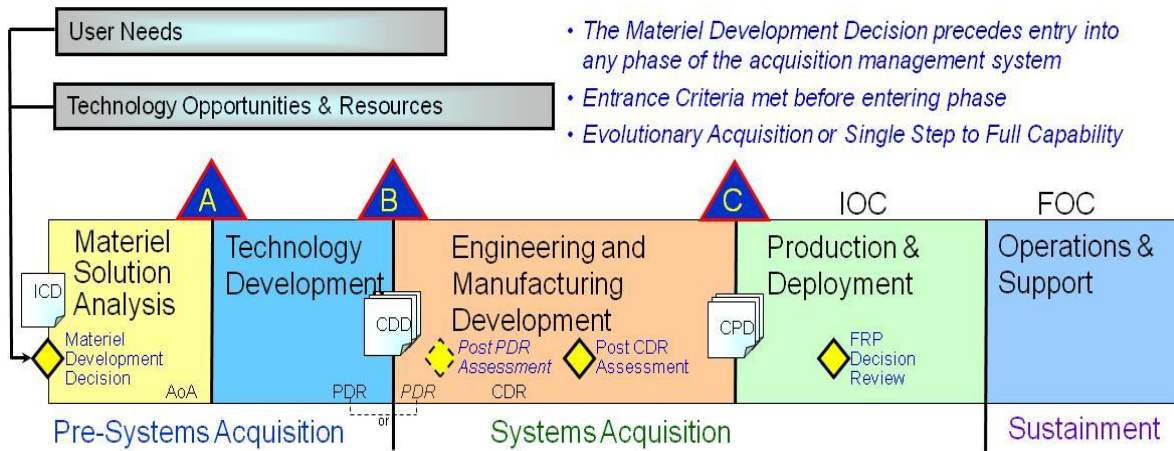 User Needs
Technology Opportunities & Resources
• The Materiel Development Decision precedes entry into
any phase of the acquisition management system
• Entrance Criteria met before entering phase
• Evolutionary Acquisition or Single Step to Full Capability
A
B
C
IOC
FOC
Materiel
Solution
Analysis
ICD
Materiel
Development
Decision
AoA
Technology
Development
CDD
PDR
or
PDR
Engineering and
Manufacturing
Development
Post PDR
Assessment
Post CDR
Assessment
CDR
CPD
Production &
Deployment
FRP
Decision
Review
Operations &
Support
Pre-Systems Acquisition
Systems Acquisition
Sustainment